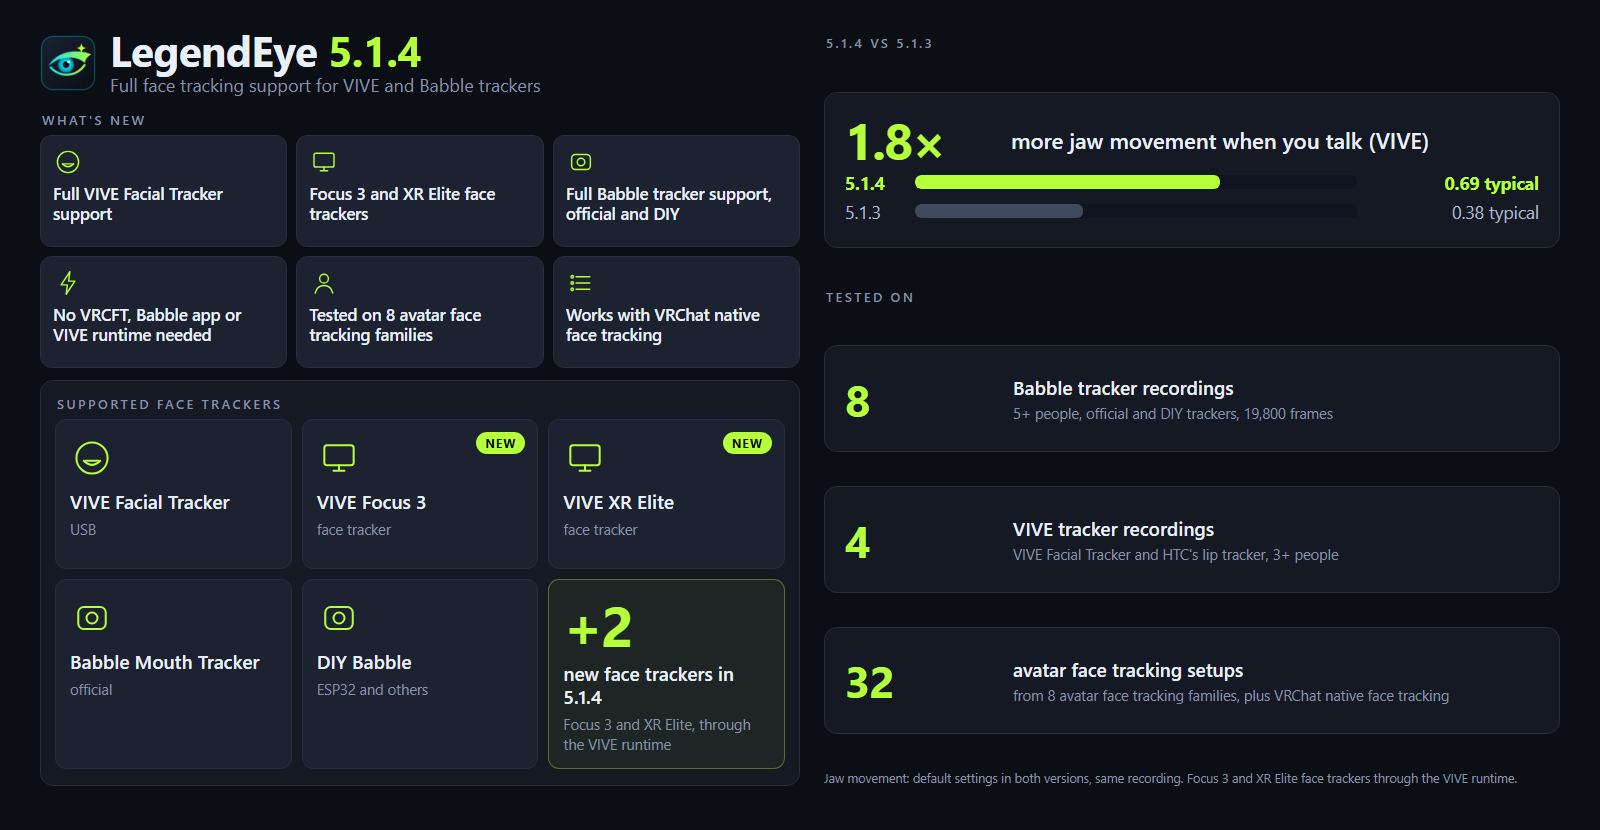 LegendEye 5.1.4
Full face tracking support for VIVE and Babble trackers
WHAT'S NEW
Full VIVE Facial Tracker
support
Focus 3 and XR Elite face
trackers
Full Babble tracker support,
official and DIY
No VRCFT, Babble app or
VIVE runtime needed
Tested on 8 avatar face
tracking families
Works with VRChat native
face tracking
SUPPORTED FACE TRACKERS
VIVE Facial Tracker
USB
NEW
VIVE Focus 3
face tracker
NEW
VIVE XR Elite
face tracker
Babble Mouth Tracker
official
DIY Babble
ESP32 and others
+2
new face trackers in
5.1.4
Focus 3 and XR Elite, through
the VIVE runtime
5.1.4 VS 5.1.3
1.8× more jaw movement when you talk (VIVE)
5.1.4 0.69 typical
5.1.3 0.38 typical
TESTED ON
8
Babble tracker recordings
5+ people, official and DIY trackers, 19,800 frames
4
VIVE tracker recordings
VIVE Facial Tracker and HTC's lip tracker, 3+ people
32
avatar face tracking setups
from 8 avatar face tracking families, plus VRChat native face tracking
Jaw movement: default settings in both versions, same recording. Focus 3 and XR Elite face trackers through the VIVE runtime.